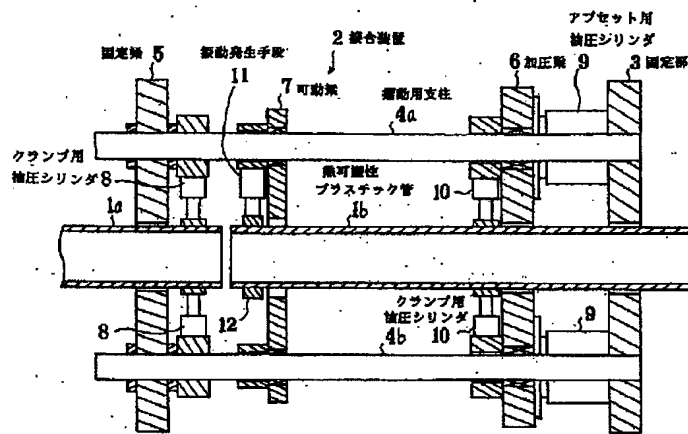 アプセット用
油圧シリンダ
固定梁 5
振動発生手段
11
2 接合装置
7 可動梁
6 加圧梁
9
3 固定部
摺動用支柱
4a
クランプ用
油圧シリンダ 8
熱可塑性
プラスチック管
1b
10
1a
8
12
クランプ用
油圧シリンダ
10
4b
9